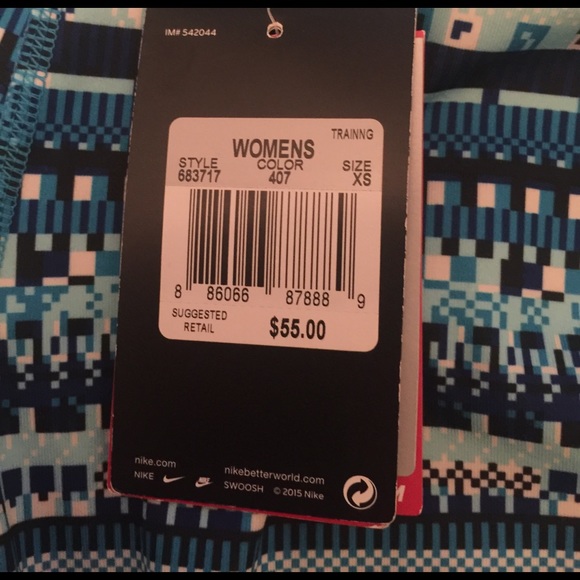 IM# 542044
TRAINNG
WOMENS
STYLE COLOR SIZE
683717 407 XS
8 86066 87888 9
SUGGESTED
RETAIL $55.00
nike.com nikebetterworld.com
NIKE SWOOSH © 2015 Nike
M